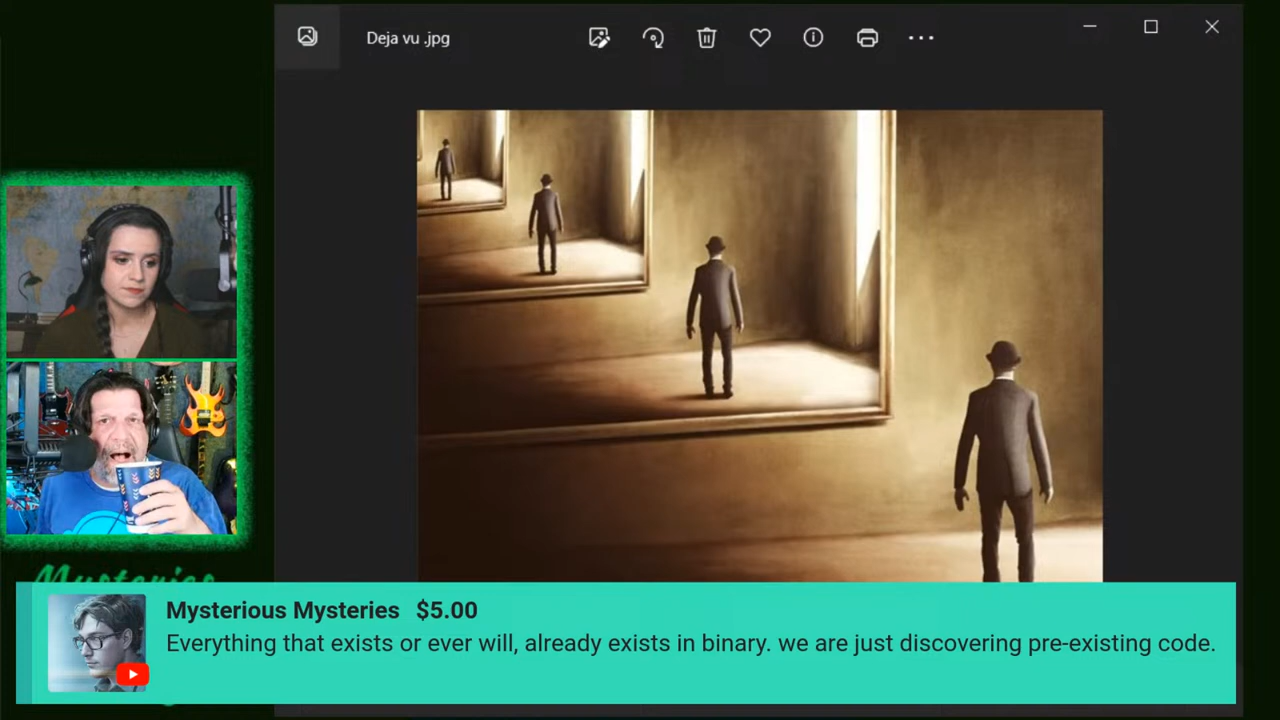 Deja vu .jpg
Mysteries
Mysterious Mysteries $5.00
Everything that exists or ever will, already exists in binary. we are just discovering pre-existing code.